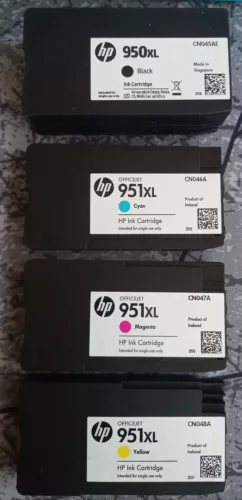 hp
950XL
CN045AE
Black
Made in
Singapore
Ink Cartridge
hp
OFFICEJET
951XL
CN046A
Cyan
Product of
Ireland
HP Ink Cartridge
Intended for single use only.
hp
OFFICEJET
951XL
CN047A
Magenta
Product of
Ireland
HP Ink Cartridge
Intended for single use only.
hp
OFFICEJET
951XL
CN048A
Yellow
Product of
Ireland
HP Ink Cartridge
Intended for single use only.